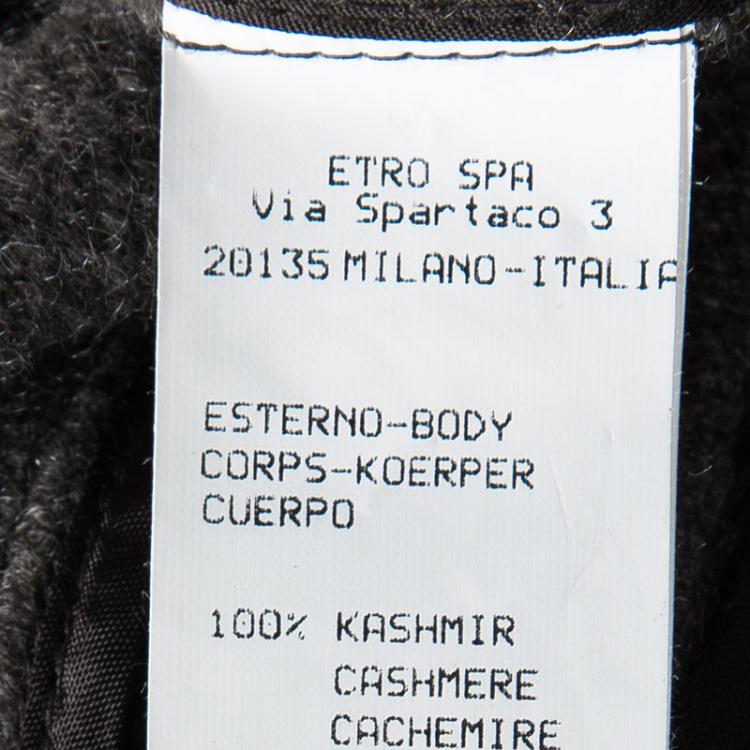 ETRO SPA
Via Spartaco 3
20135 MILANO-ITALIA
ESTERNO-BODY
CORPS-KOERPER
CUERPO
100% KASHMIR
CASHMERE
CACHEMIRE